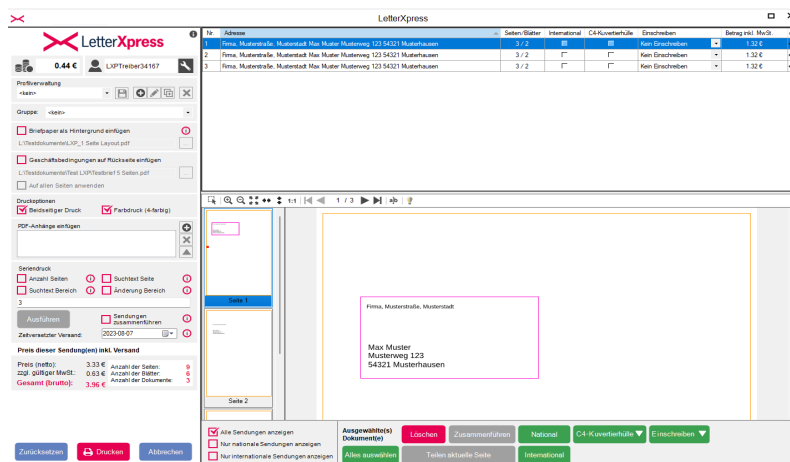 LetterXpress
LetterXpress
0.44 €
LXPTreiber34167
Profilverwaltung
<kein>
Gruppe: <kein>
Briefpaper als Hintergrund einfügen
L:\Testdokumente\LXP_1 Seite Layout.pdf
...
Geschäftsbedingungen auf Rückseite einfügen
L:\Testdokumente\Test LXP\Testbrief 5 Seiten.pdf
...
Auf allen Seiten anwenden
Druckoptionen
Beidseitiger Druck
Farbdruck (4-farbig)
PDF-Anhänge einfügen
Seriendruck
Anzahl Seiten
Suchtext Seite
Suchtext Bereich
Änderung Bereich
3
Ausführen
Sendungen
zusammenführen
Zeitversetzter Versand:
2023-08-07
Preis dieser Sendung(en) inkl. Versand
Preis (netto): 3.33 € Anzahl der Seiten: 9
zzgl. gültiger MwSt.: 0.63 € Anzahl der Blätter: 6
Gesamt (brutto): 3.96 € Anzahl der Dokumente: 3
Zurücksetzen
Drucken
Abbrechen
Nr. Adresse Seiten/Blätter International C4-Kuvertierhülle Einschreiben Betrag inkl. MwSt.
1 Firma, Musterstraße, Musterstadt Max Muster Musterweg 123 54321 Musterhausen 3 / 2 Kein Einschreiben 1.32 €
2 Firma, Musterstraße, Musterstadt Max Muster Musterweg 123 54321 Musterhausen 3 / 2 Kein Einschreiben 1.32 €
3 Firma, Musterstraße, Musterstadt Max Muster Musterweg 123 54321 Musterhausen 3 / 2 Kein Einschreiben 1.32 €
1:1
1 / 3
Seite 1
Seite 2
Firma, Musterstraße, Musterstadt
Max Muster
Musterweg 123
54321 Musterhausen
Alle Sendungen anzeigen
Nur nationale Sendungen anzeigen
Nur internationale Sendungen anzeigen
Ausgewählte(s)
Dokument(e)
Löschen
Zusammenführen
National
C4-Kuvertierhülle
Einschreiben
Alles auswählen
Teilen aktuelle Seite
International